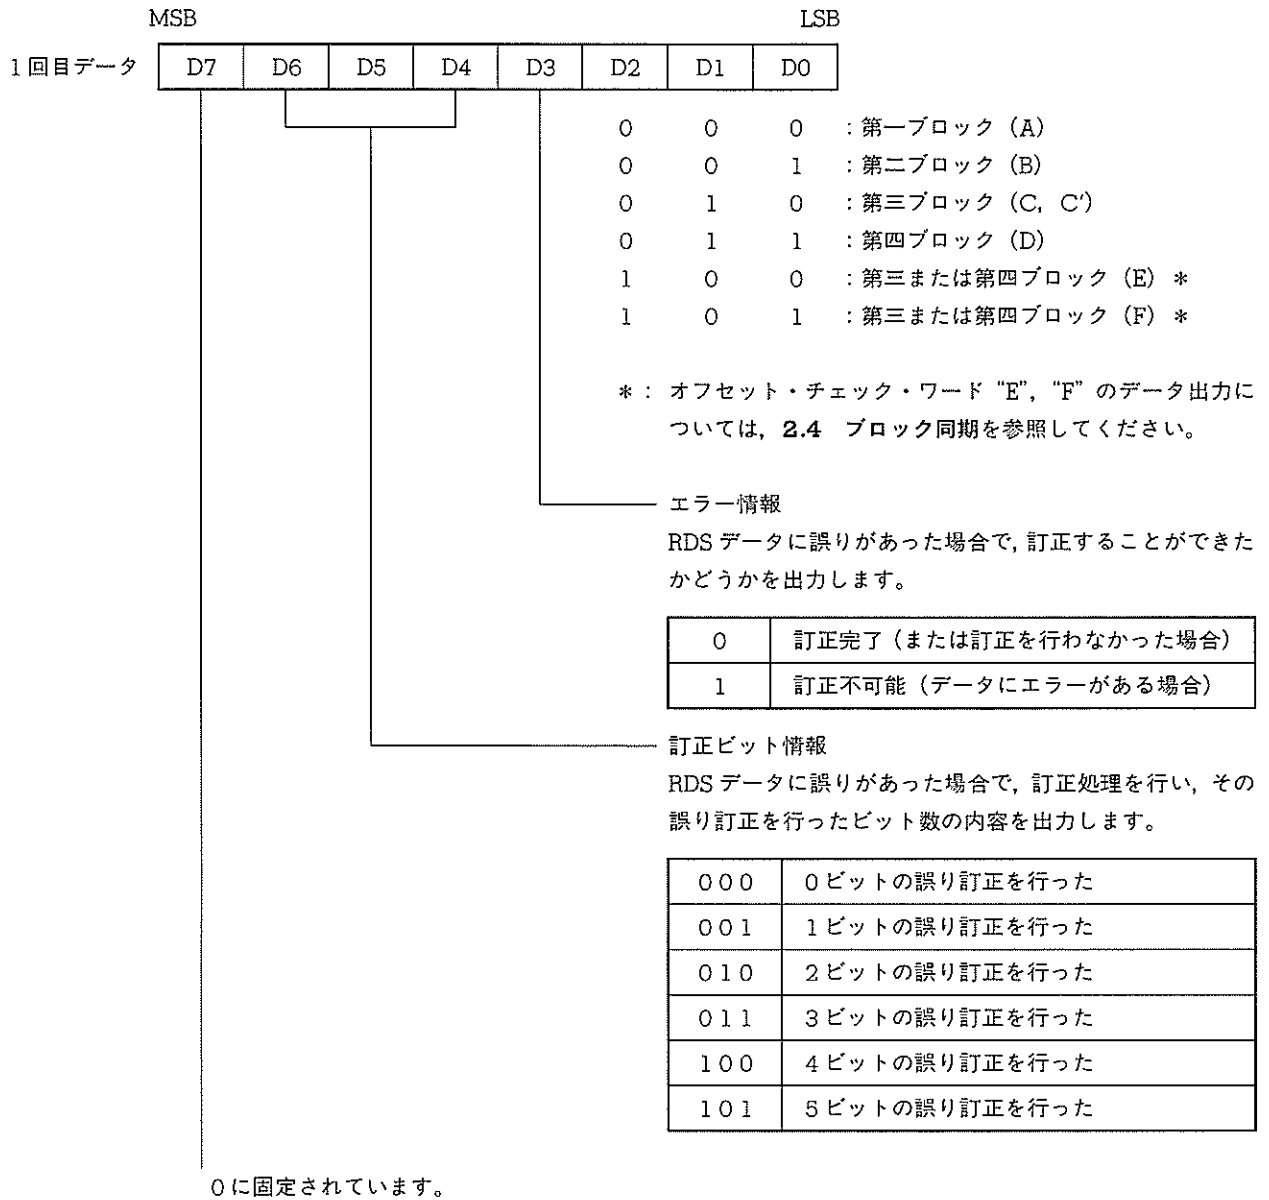 MSB LSB
1回目データ D7 D6 D5 D4 D3 D2 D1 D0
0 0 0 ：第一ブロック（A）
0 0 1 ：第二ブロック（B）
0 1 0 ：第三ブロック（C，C′）
0 1 1 ：第四ブロック（D）
1 0 0 ：第三または第四ブロック（E）＊
1 0 1 ：第三または第四ブロック（F）＊
＊： オフセット・チェック・ワード“E”，“F”のデータ出力に
ついては，2.4 ブロック同期を参照してください。
エラー情報
RDSデータに誤りがあった場合で，訂正することができた
かどうかを出力します。
0 訂正完了（または訂正を行わなかった場合）
1 訂正不可能（データにエラーがある場合）
訂正ビット情報
RDSデータに誤りがあった場合で，訂正処理を行い，その
誤り訂正を行ったビット数の内容を出力します。
000 0ビットの誤り訂正を行った
001 1ビットの誤り訂正を行った
010 2ビットの誤り訂正を行った
011 3ビットの誤り訂正を行った
100 4ビットの誤り訂正を行った
101 5ビットの誤り訂正を行った
0に固定されています。